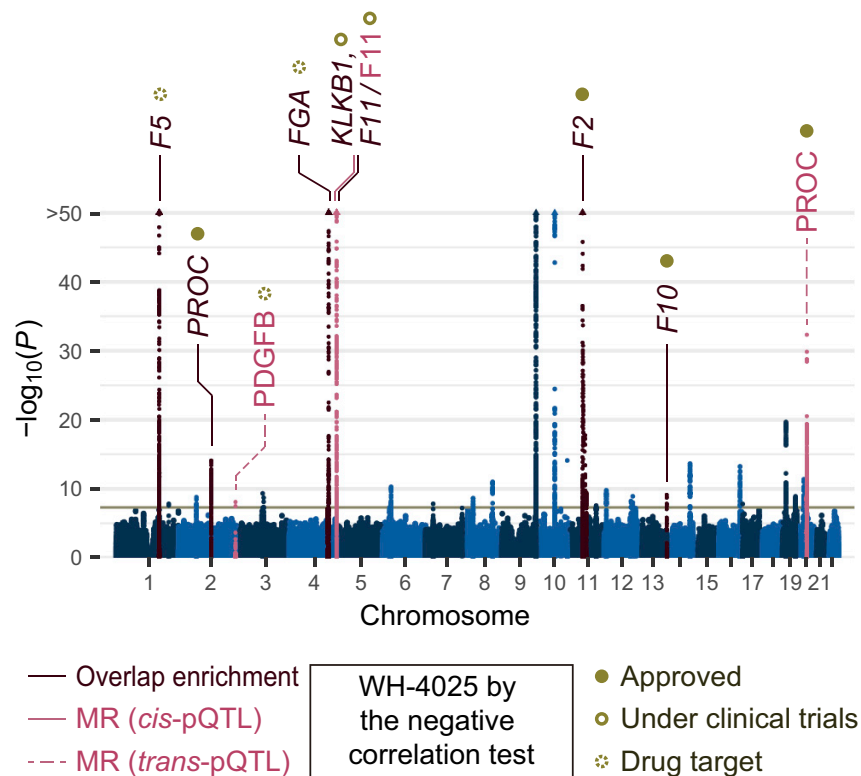 F5
PROC
PDGFB
FGA
KLKB1,
F11 / F11
F2
F10
PROC
−log10(P)
>50
40
30
20
10
0
1 2 3 4 5 6 7 8 9 10 11 12 13 15 17 19 21
Chromosome
Overlap enrichment
MR (cis-pQTL)
MR (trans-pQTL)
WH-4025 by
the negative
correlation test
Approved
Under clinical trials
Drug target